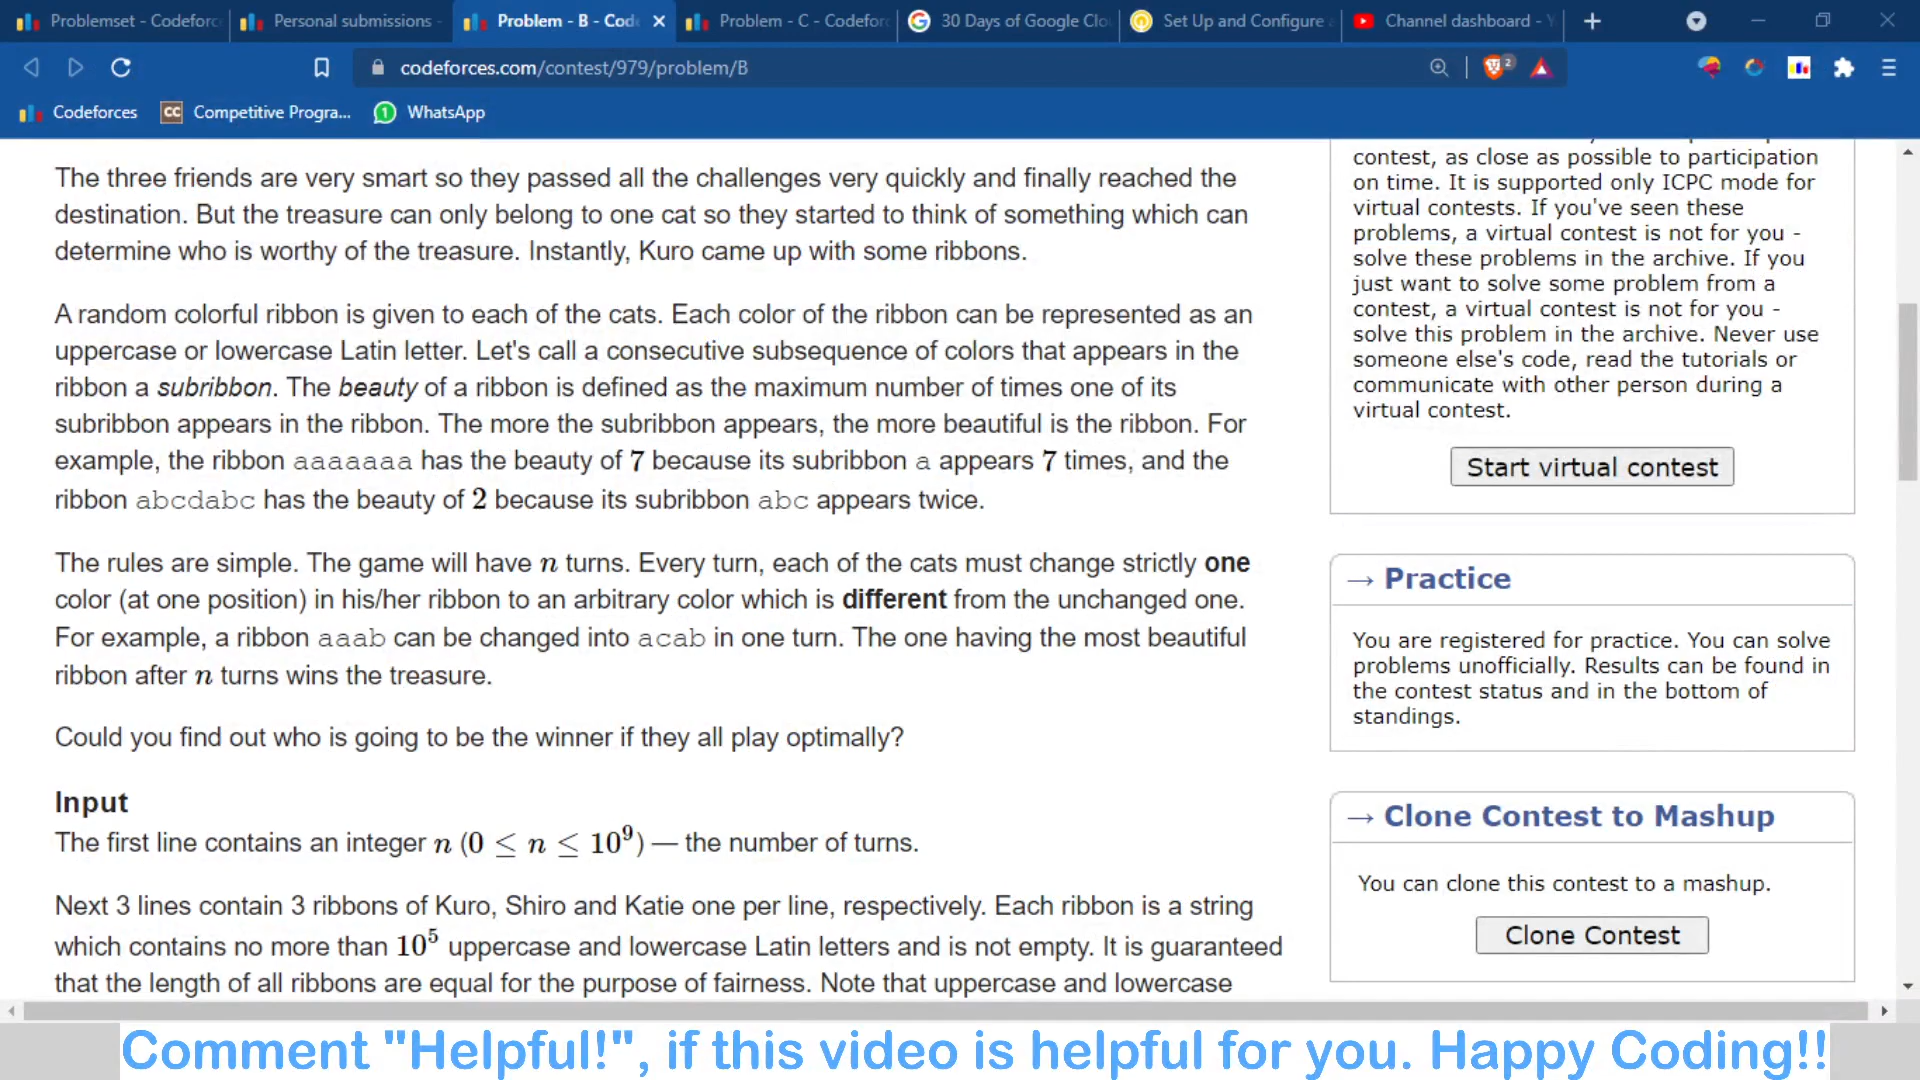 Problemset - Codeforc
Personal submissions -
Problem - B - Cod
Problem - C - Codefor
30 Days of Google Clo
Set Up and Configure a
Channel dashboard - Y
codeforces.com/contest/979/problem/B
2
Codeforces
CC Competitive Progra...
1 WhatsApp
The three friends are very smart so they passed all the challenges very quickly and finally reached the
destination. But the treasure can only belong to one cat so they started to think of something which can
determine who is worthy of the treasure. Instantly, Kuro came up with some ribbons.
A random colorful ribbon is given to each of the cats. Each color of the ribbon can be represented as an
uppercase or lowercase Latin letter. Let's call a consecutive subsequence of colors that appears in the
ribbon a subribbon. The beauty of a ribbon is defined as the maximum number of times one of its
subribbon appears in the ribbon. The more the subribbon appears, the more beautiful is the ribbon. For
example, the ribbon aaaaaaa has the beauty of 7 because its subribbon a appears 7 times, and the
ribbon abcdabc has the beauty of 2 because its subribbon abc appears twice.
The rules are simple. The game will have n turns. Every turn, each of the cats must change strictly one
color (at one position) in his/her ribbon to an arbitrary color which is different from the unchanged one.
For example, a ribbon aaab can be changed into acab in one turn. The one having the most beautiful
ribbon after n turns wins the treasure.
Could you find out who is going to be the winner if they all play optimally?
Input
The first line contains an integer n (0 ≤ n ≤ 10⁹) — the number of turns.
Next 3 lines contain 3 ribbons of Kuro, Shiro and Katie one per line, respectively. Each ribbon is a string
which contains no more than 10⁵ uppercase and lowercase Latin letters and is not empty. It is guaranteed
that the length of all ribbons are equal for the purpose of fairness. Note that uppercase and lowercase
contest, as close as possible to participation
on time. It is supported only ICPC mode for
virtual contests. If you've seen these
problems, a virtual contest is not for you -
solve these problems in the archive. If you
just want to solve some problem from a
contest, a virtual contest is not for you -
solve this problem in the archive. Never use
someone else's code, read the tutorials or
communicate with other person during a
virtual contest.
Start virtual contest
→ Practice
You are registered for practice. You can solve
problems unofficially. Results can be found in
the contest status and in the bottom of
standings.
→ Clone Contest to Mashup
You can clone this contest to a mashup.
Clone Contest
Comment "Helpful!", if this video is helpful for you. Happy Coding!!